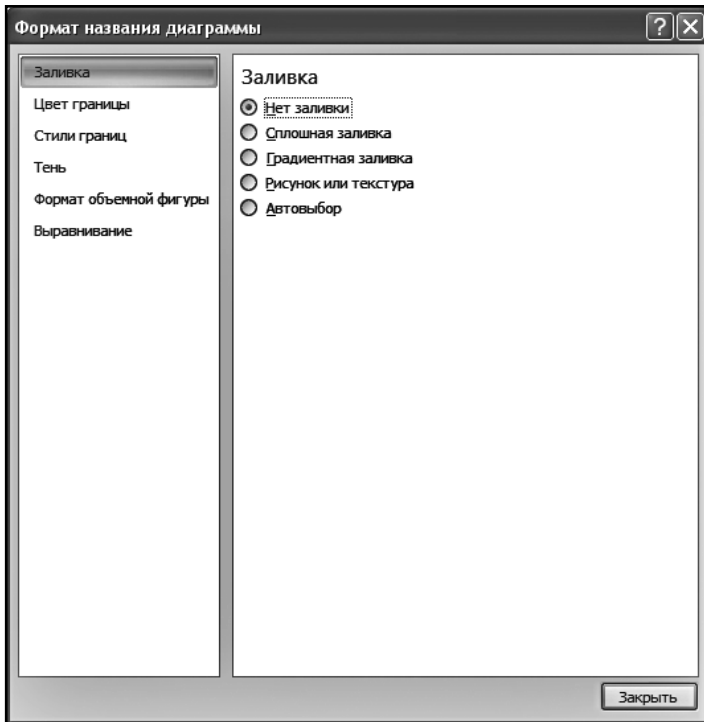 Формат названия диаграммы
Заливка
Цвет границы
Стили границ
Тень
Формат объемной фигуры
Выравнивание
Заливка
Нет заливки
Сплошная заливка
Градиентная заливка
Рисунок или текстура
Автовыбор
Закрыть